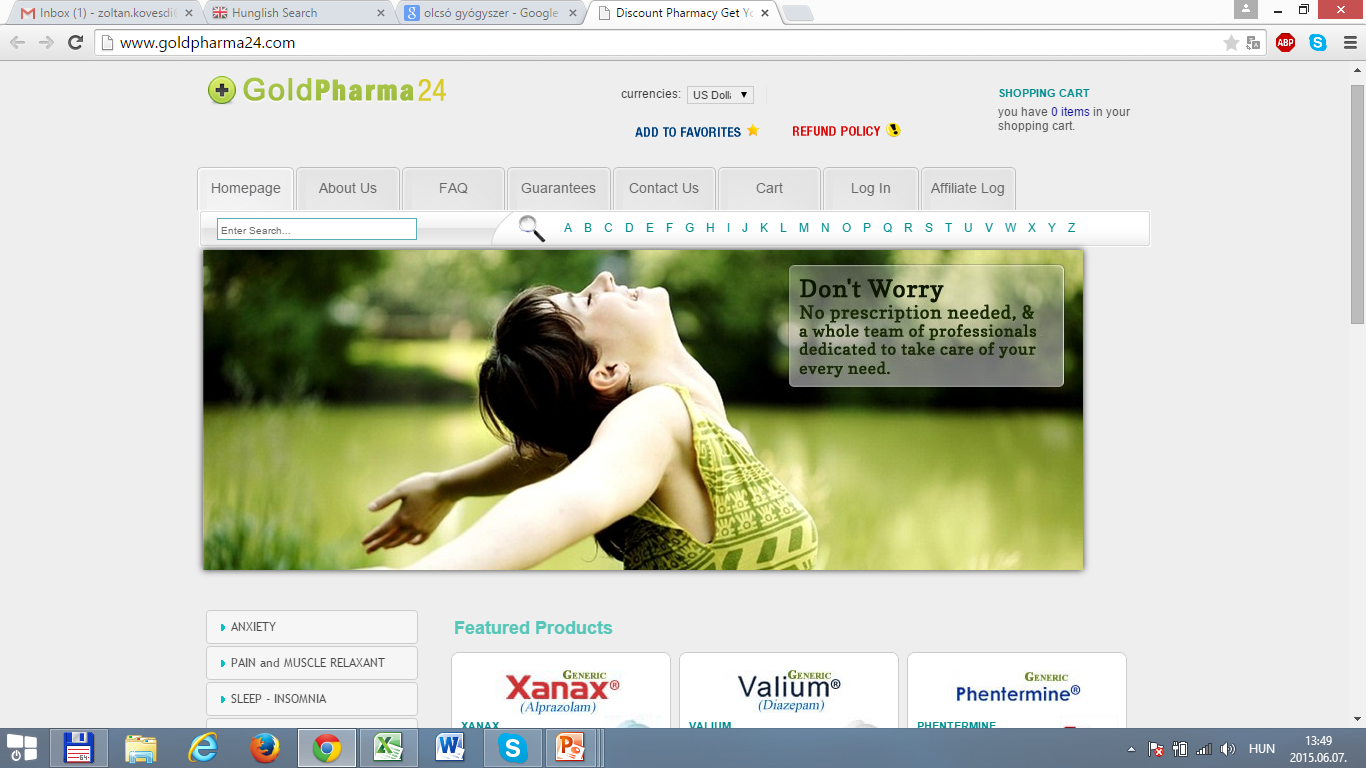 Inbox (1) - zoltan.kovesdi
Hunglish Search
olcsó gyógyszer - Google
Discount Pharmacy Get Yo
www.goldpharma24.com
ABP
GoldPharma24
currencies: US Dolla
SHOPPING CART
you have 0 items in your
shopping cart.
ADD TO FAVORITES
REFUND POLICY
Homepage
About Us
FAQ
Guarantees
Contact Us
Cart
Log In
Affiliate Log
Enter Search...
A B C D E F G H I J K L M N O P Q R S T U V W X Y Z
Don't Worry
No prescription needed, &
a whole team of professionals
dedicated to take care of your
every need.
ANXIETY
PAIN and MUSCLE RELAXANT
SLEEP - INSOMNIA
Featured Products
GENERIC
Xanax®
(Alprazolam)
XANAX
GENERIC
Valium®
(Diazepam)
VALIUM
GENERIC
Phentermine®
PHENTERMINE
64
HUN
13:49
2015.06.07.